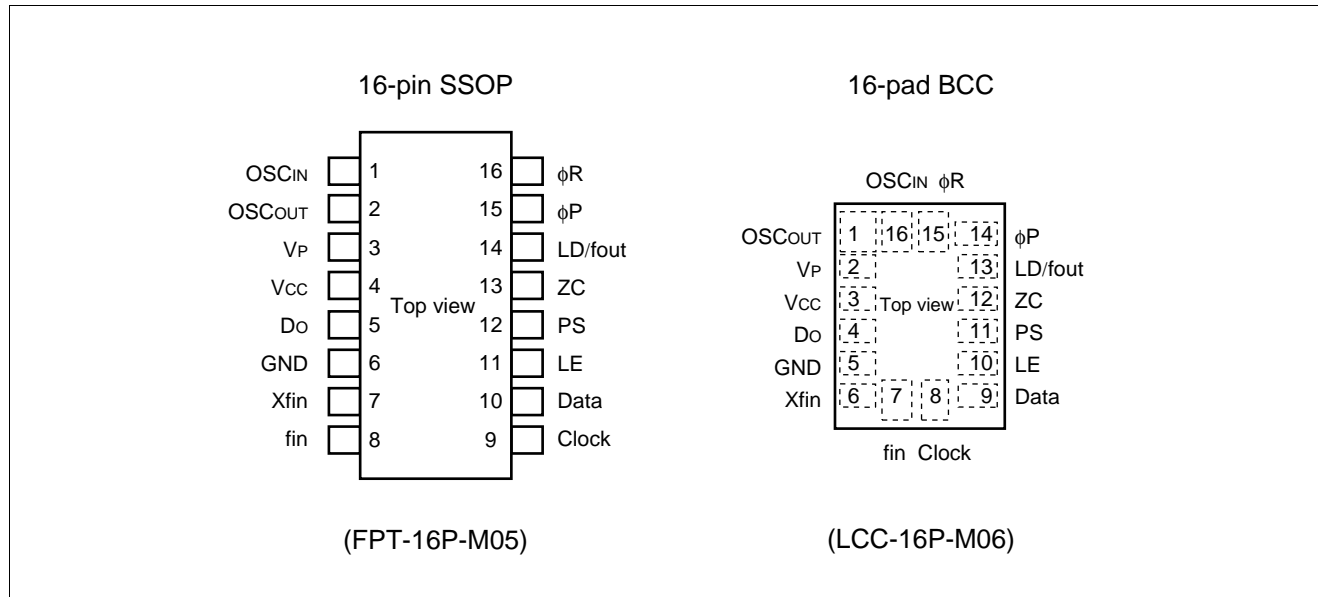 16-pin SSOP
OSCIN 1 16 ϕR
OSCOUT 2 15 ϕP
VP 3 14 LD/fout
VCC 4 13 ZC
Top view
DO 5 12 PS
GND 6 11 LE
Xfin 7 10 Data
fin 8 9 Clock
(FPT-16P-M05)
16-pad BCC
OSCIN ϕR
OSCOUT 1 16 15 14 ϕP
VP 2 13 LD/fout
VCC 3 Top view 12 ZC
DO 4 11 PS
GND 5 10 LE
Xfin 6 7 8 9 Data
fin Clock
(LCC-16P-M06)